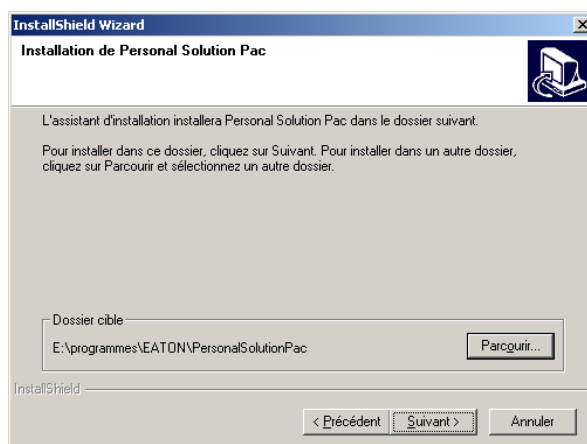 InstallShield Wizard
Installation de Personal Solution Pac
L'assistant d'installation installera Personal Solution Pac dans le dossier suivant.
Pour installer dans ce dossier, cliquez sur Suivant. Pour installer dans un autre dossier,
cliquez sur Parcourir et sélectionnez un autre dossier.
Dossier cible
E:\programmes\EATON\PersonalSolutionPac
Parcourir...
InstallShield
< Précédent
Suivant >
Annuler